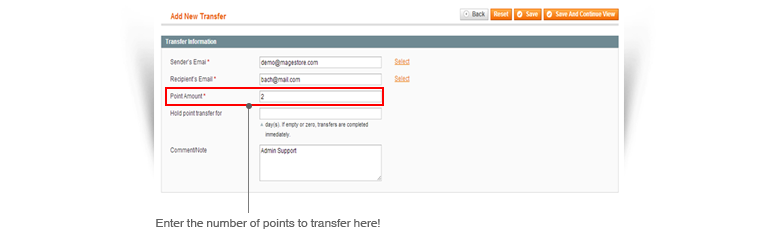 Add New Transfer
Back Reset Save Save And Continue View
Transfer Information
Sender's Emai * demo@magestore.com Select
Recipient's Email * bach@mail.com Select
Point Amount * 2
Hold point transfer for
day(s). If empty or zero, transfers are completed
immediately.
Comment/Note Admin Support
Enter the number of points to transfer here!